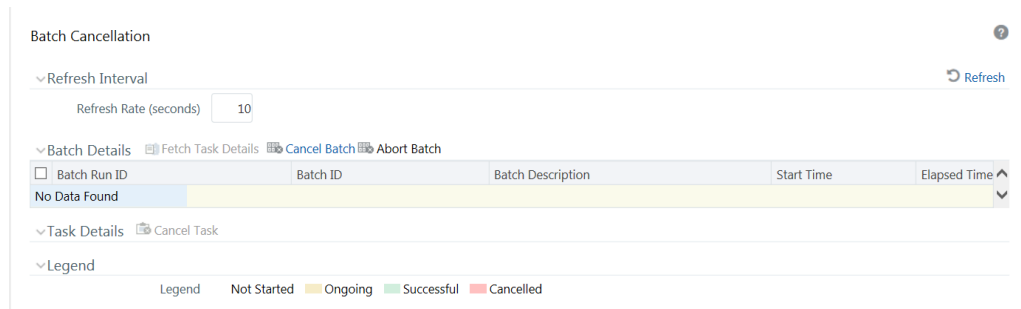 Batch Cancellation
Refresh Interval Refresh
Refresh Rate (seconds) 10
Batch Details Fetch Task Details Cancel Batch Abort Batch
Batch Run ID Batch ID Batch Description Start Time Elapsed Time
No Data Found
Task Details Cancel Task
Legend
Legend Not Started Ongoing Successful Cancelled